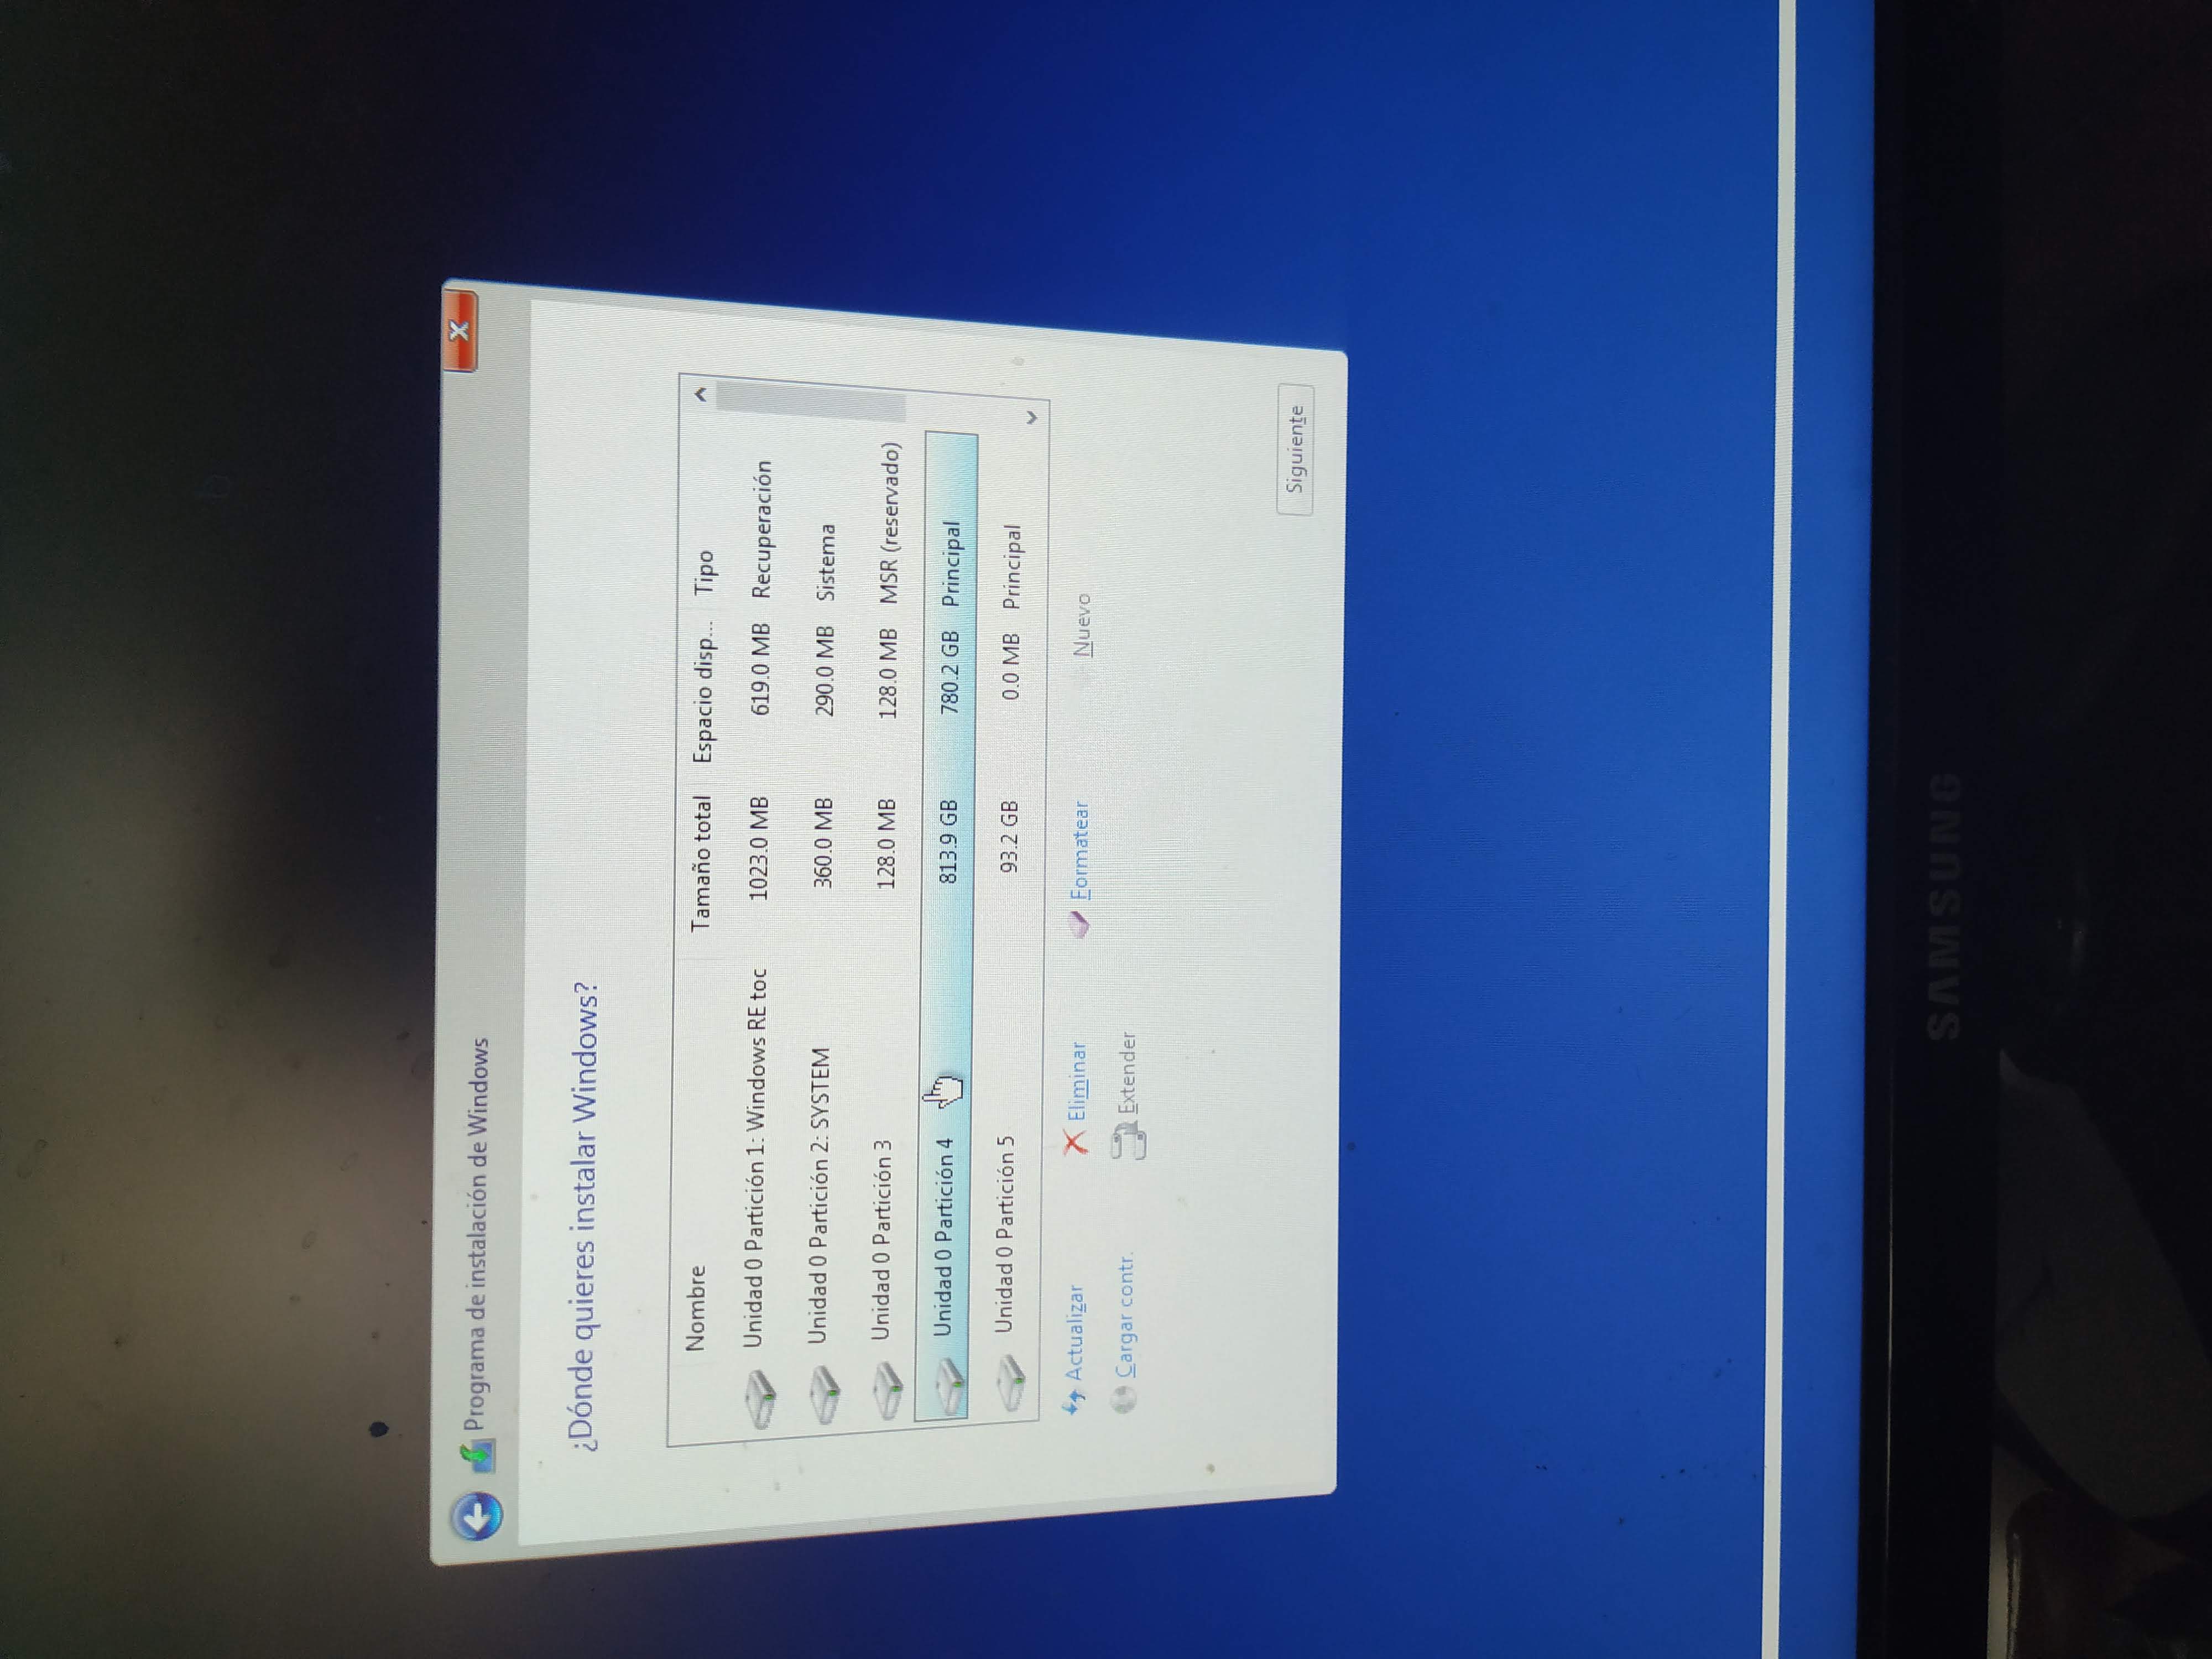 Programa de instalación de Windows
¿Dónde quieres instalar Windows?
Nombre Tamaño total Espacio disp... Tipo
Unidad 0 Partición 1: Windows RE toc 1023.0 MB 619.0 MB Recuperación
Unidad 0 Partición 2: SYSTEM 360.0 MB 290.0 MB Sistema
Unidad 0 Partición 3 128.0 MB 128.0 MB MSR (reservado)
Unidad 0 Partición 4 813.9 GB 780.2 GB Principal
Unidad 0 Partición 5 93.2 GB 0.0 MB Principal
Actualizar Eliminar Formatear Nuevo
Cargar contr. Extender
Siguiente
SAMSUNG